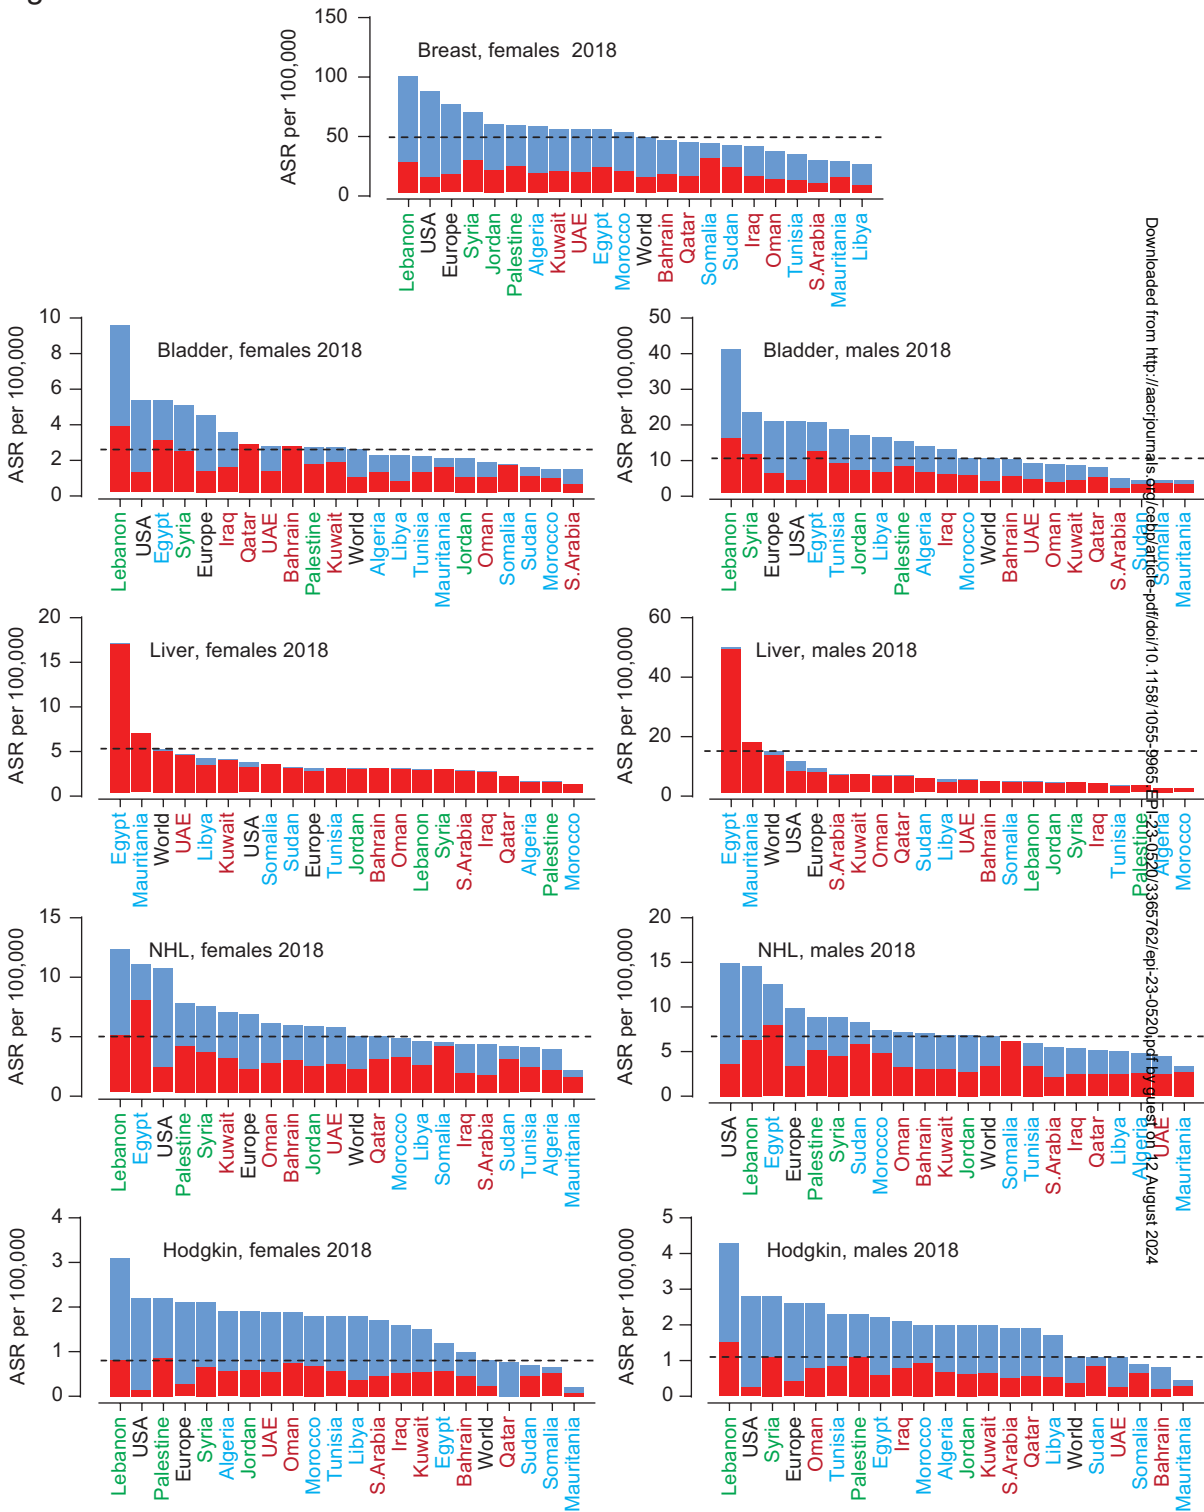 150
100
50
0
ASR per 100,000
Breast, females 2018
Lebanon
USA
Europe
Syria
Jordan
Palestine
Algeria
Kuwait
UAE
Egypt
Morocco
World
Bahrain
Qatar
Somalia
Sudan
Iraq
Oman
Tunisia
S.Arabia
Mauritania
Libya
10
8
6
4
2
0
ASR per 100,000
Bladder, females 2018
Lebanon
USA
Egypt
Syria
Europe
Iraq
Qatar
UAE
Bahrain
Palestine
Kuwait
World
Algeria
Libya
Tunisia
Mauritania
Jordan
Oman
Somalia
Sudan
Morocco
S.Arabia
50
40
30
20
10
0
ASR per 100,000
Bladder, males 2018
Lebanon
Syria
Europe
USA
Egypt
Tunisia
Jordan
Libya
Palestine
Algeria
Iraq
Morocco
World
Bahrain
UAE
Oman
Kuwait
Qatar
S.Arabia
Sudan
Somalia
Mauritania
20
15
10
5
0
ASR per 100,000
Liver, females 2018
Egypt
Mauritania
World
UAE
Libya
Kuwait
USA
Somalia
Sudan
Europe
Tunisia
Jordan
Bahrain
Oman
Lebanon
Syria
S.Arabia
Iraq
Qatar
Algeria
Palestine
Morocco
60
40
20
0
ASR per 100,000
Liver, males 2018
Egypt
Mauritania
World
USA
Europe
S.Arabia
Kuwait
Oman
Qatar
Sudan
Libya
UAE
Bahrain
Somalia
Lebanon
Jordan
Syria
Iraq
Tunisia
Palestine
Algeria
Morocco
15
10
5
0
ASR per 100,000
NHL, females 2018
Lebanon
Egypt
USA
Palestine
Syria
Kuwait
Europe
Oman
Bahrain
Jordan
UAE
World
Qatar
Morocco
Libya
Somalia
Iraq
S.Arabia
Sudan
Tunisia
Algeria
Mauritania
20
15
10
5
0
ASR per 100,000
NHL, males 2018
USA
Lebanon
Egypt
Europe
Palestine
Syria
Sudan
Morocco
Oman
Bahrain
Kuwait
Jordan
World
Somalia
Tunisia
S.Arabia
Iraq
Qatar
Libya
Algeria
UAE
Mauritania
4
3
2
1
0
ASR per 100,000
Hodgkin, females 2018
Lebanon
USA
Palestine
Europe
Syria
Algeria
Jordan
UAE
Oman
Morocco
Tunisia
Libya
S.Arabia
Iraq
Kuwait
Egypt
Bahrain
World
Qatar
Sudan
Somalia
Mauritania
5
4
3
2
1
0
ASR per 100,000
Hodgkin, males 2018
Lebanon
USA
Syria
Europe
Oman
Tunisia
Palestine
Egypt
Iraq
Morocco
Algeria
Jordan
Kuwait
S.Arabia
Qatar
Libya
World
Sudan
UAE
Somalia
Bahrain
Mauritania
Downloaded from http://aacrjournals.org/cebp/article-pdf/doi/10.1158/1055-9965.EPI-23-0520/3365762/epi-23-0520.pdf by guest on 12 August 2024